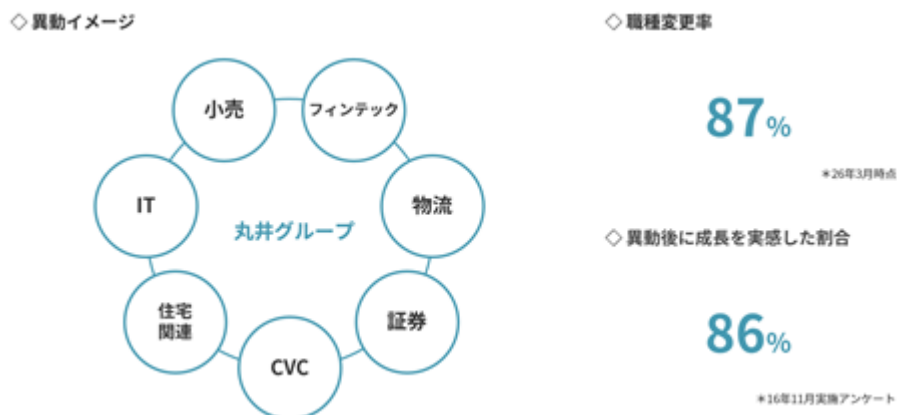 ◇ 異動イメージ
小売
フィンテック
IT
物流
丸井グループ
住宅
関連
証券
CVC
◇ 職種変更率
87%
＊26年3月時点
◇ 異動後に成長を実感した割合
86%
＊16年11月実施アンケート